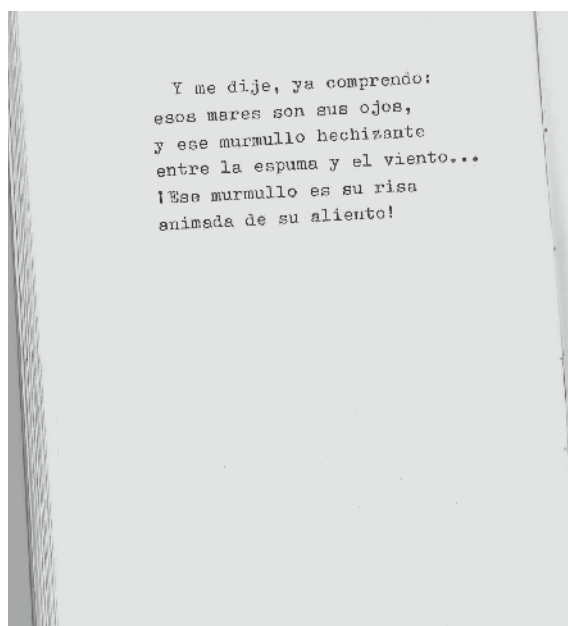 Y me dije, ya comprendo:
esos mares son sus ojos,
y ese murmullo hechizante
entre la espuma y el viento...
¡Ese murmullo es su risa
animada de su aliento!